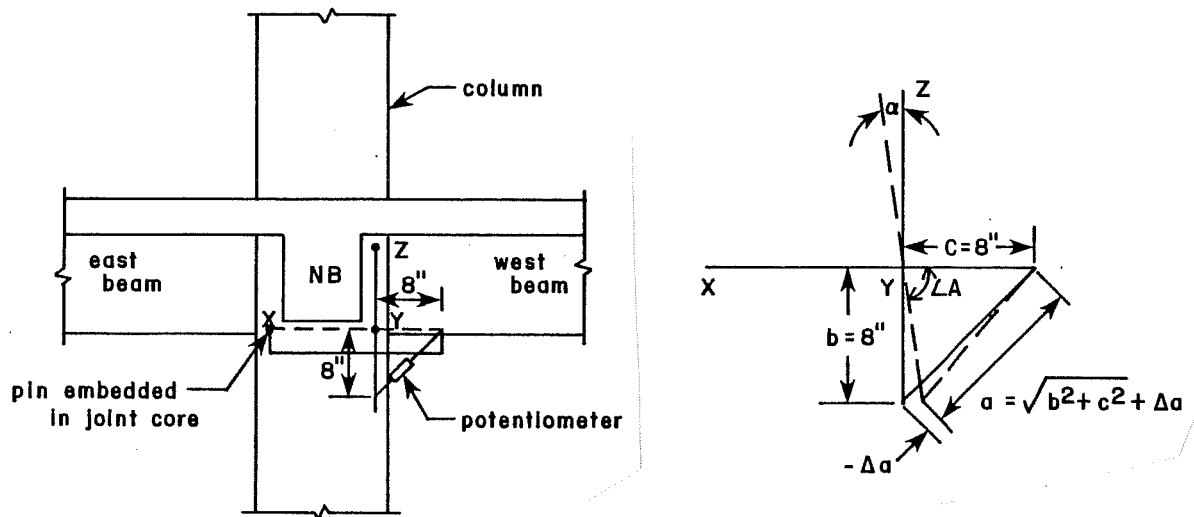 column
east
beam
NB
Z
8"
west
beam
X
Y
8"
pin embedded
in joint core
potentiometer
Z
α
C=8"
X
Y
∠A
b=8"
a = √b²+c² + Δa
-Δa